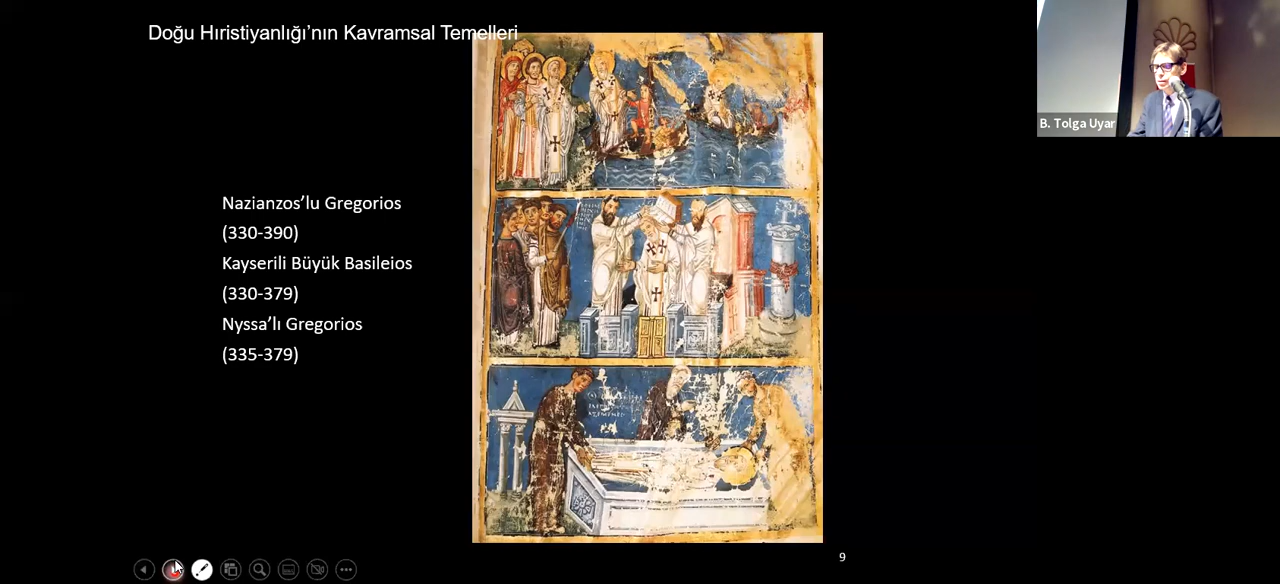 Doğu Hıristiyanlığı’nın Kavramsal Temelleri
B. Tolga Uyar
Nazianzos’lu Gregorios
(330-390)
Kayserili Büyük Basileios
(330-379)
Nyssa’lı Gregorios
(335-379)
9